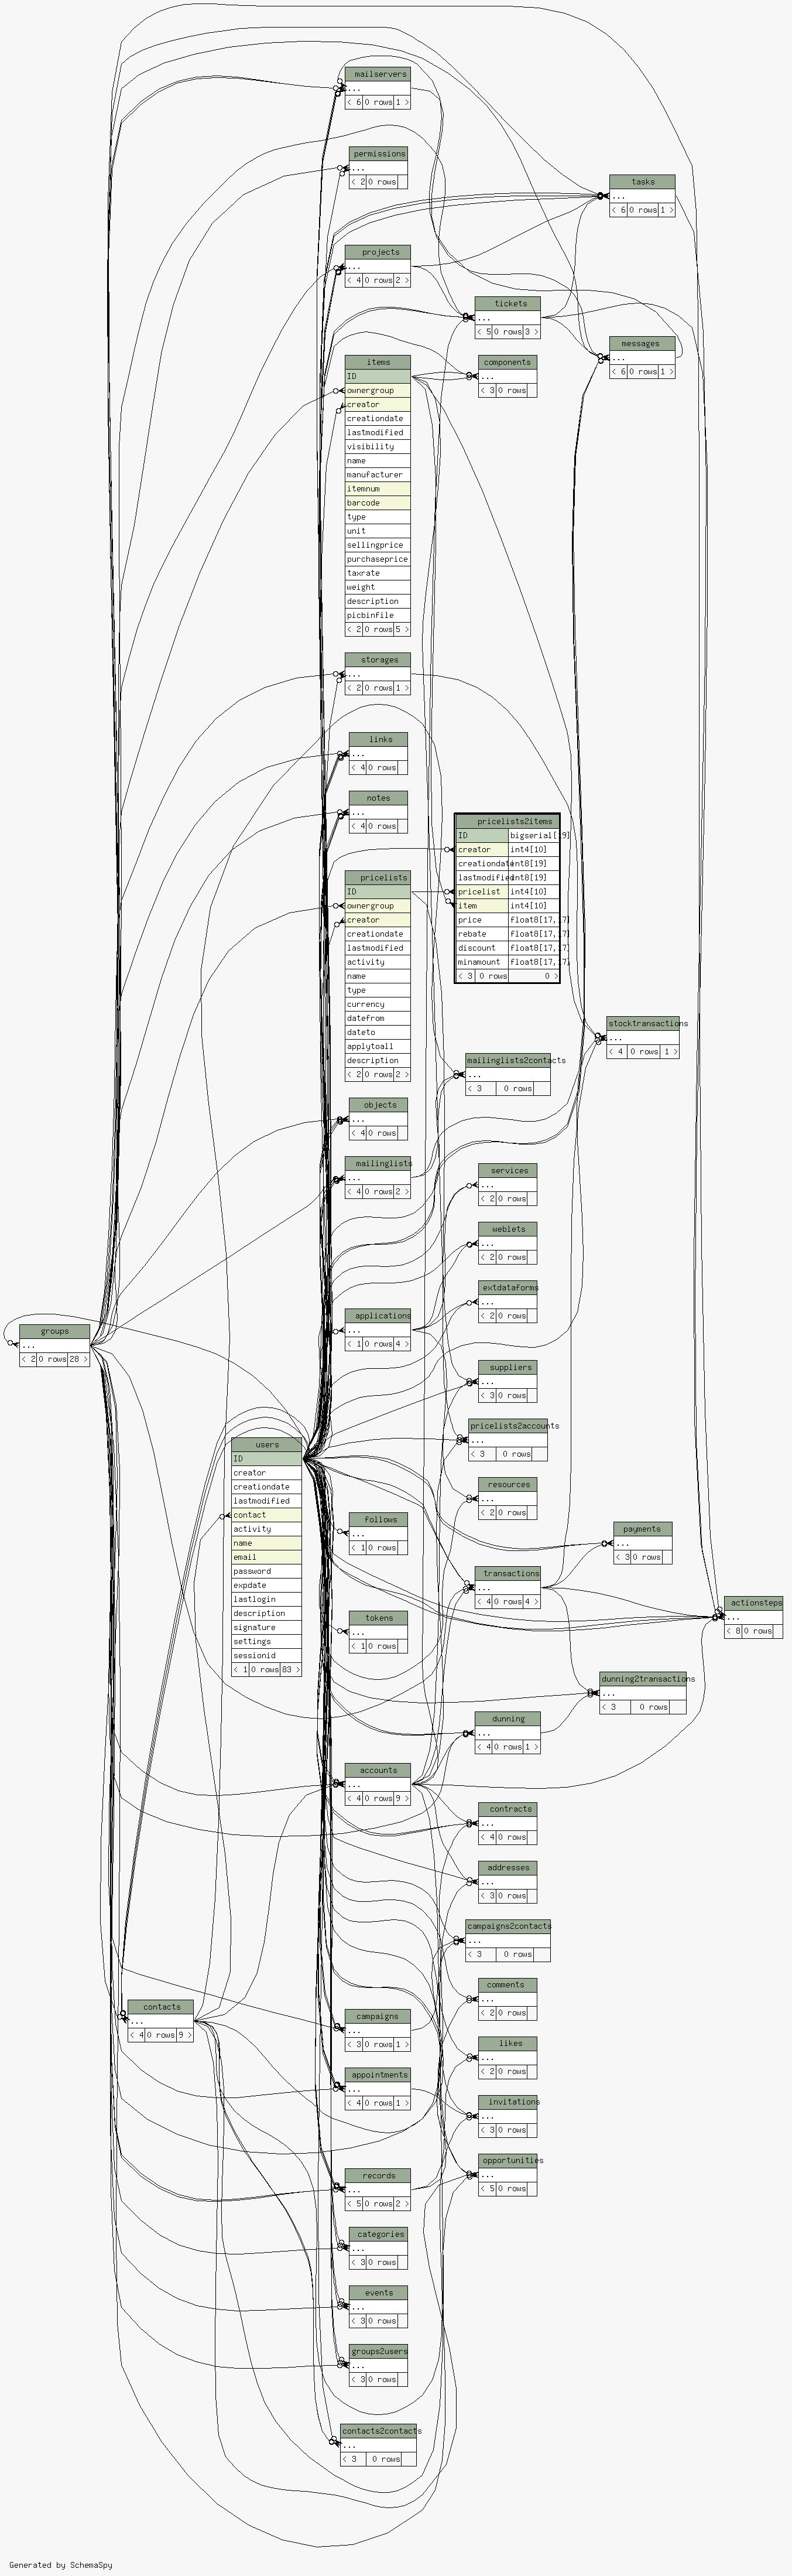 mailservers
...
< 6 0 rows 1 >
permissions
...
< 2 0 rows
tasks
...
< 6 0 rows 1 >
projects
...
< 4 0 rows 2 >
tickets
...
< 5 0 rows 3 >
messages
...
< 6 0 rows 1 >
items
ID
ownergroup
creator
creationdate
lastmodified
visibility
name
manufacturer
itemnum
barcode
type
unit
sellingprice
purchaseprice
taxrate
weight
description
picbinfile
< 2 0 rows 5 >
components
...
< 3 0 rows
storages
...
< 2 0 rows 1 >
links
...
< 4 0 rows
notes
...
< 4 0 rows
pricelists2items
ID bigserial[19]
creator int4[10]
creationdate int8[19]
lastmodified int8[19]
pricelist int4[10]
item int4[10]
price float8[17,17]
rebate float8[17,17]
discount float8[17,17]
minamount float8[17,17]
< 3 0 rows 0 >
pricelists
ID
ownergroup
creator
creationdate
lastmodified
activity
name
type
currency
datefrom
dateto
applytoall
description
< 2 0 rows 2 >
stocktransactions
...
< 4 0 rows 1 >
mailinglists2contacts
...
< 3 0 rows
objects
...
< 4 0 rows
mailinglists
...
< 4 0 rows 2 >
services
...
< 2 0 rows
weblets
...
< 2 0 rows
extdataforms
...
< 2 0 rows
applications
...
< 1 0 rows 4 >
groups
...
< 2 0 rows 28 >
suppliers
...
< 3 0 rows
pricelists2accounts
...
< 3 0 rows
users
ID
creator
creationdate
lastmodified
contact
activity
name
email
password
expdate
lastlogin
description
signature
settings
sessionid
< 1 0 rows 83 >
resources
...
< 2 0 rows
follows
...
< 1 0 rows
payments
...
< 3 0 rows
transactions
...
< 4 0 rows 4 >
actionsteps
...
< 8 0 rows
tokens
...
< 1 0 rows
dunning2transactions
...
< 3 0 rows
dunning
...
< 4 0 rows 1 >
accounts
...
< 4 0 rows 9 >
contracts
...
< 4 0 rows
addresses
...
< 3 0 rows
campaigns2contacts
...
< 3 0 rows
comments
...
< 2 0 rows
contacts
...
< 4 0 rows 9 >
campaigns
...
< 3 0 rows 1 >
likes
...
< 2 0 rows
appointments
...
< 4 0 rows 1 >
invitations
...
< 3 0 rows
opportunities
...
< 5 0 rows
records
...
< 5 0 rows 2 >
categories
...
< 3 0 rows
events
...
< 3 0 rows
groups2users
...
< 3 0 rows
contacts2contacts
...
< 3 0 rows
Generated by SchemaSpy